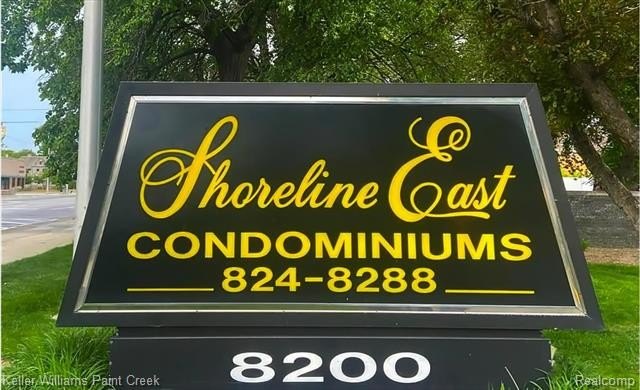 Shoreline East
CONDOMINIUMS
824-8288
8200
Keller Williams Paint Creek
Realcomp